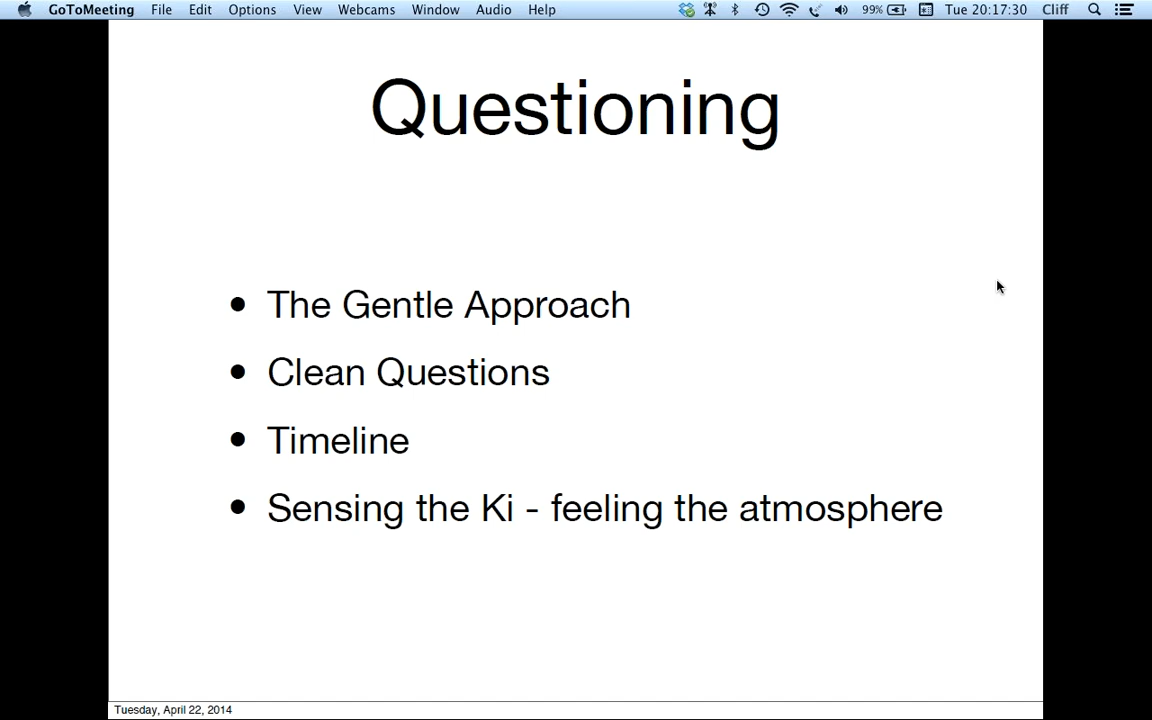 GoToMeeting File Edit Options View Webcams Window Audio Help 99% Tue 20:17:30 Cliff
Questioning
• The Gentle Approach
• Clean Questions
• Timeline
• Sensing the Ki - feeling the atmosphere
Tuesday, April 22, 2014